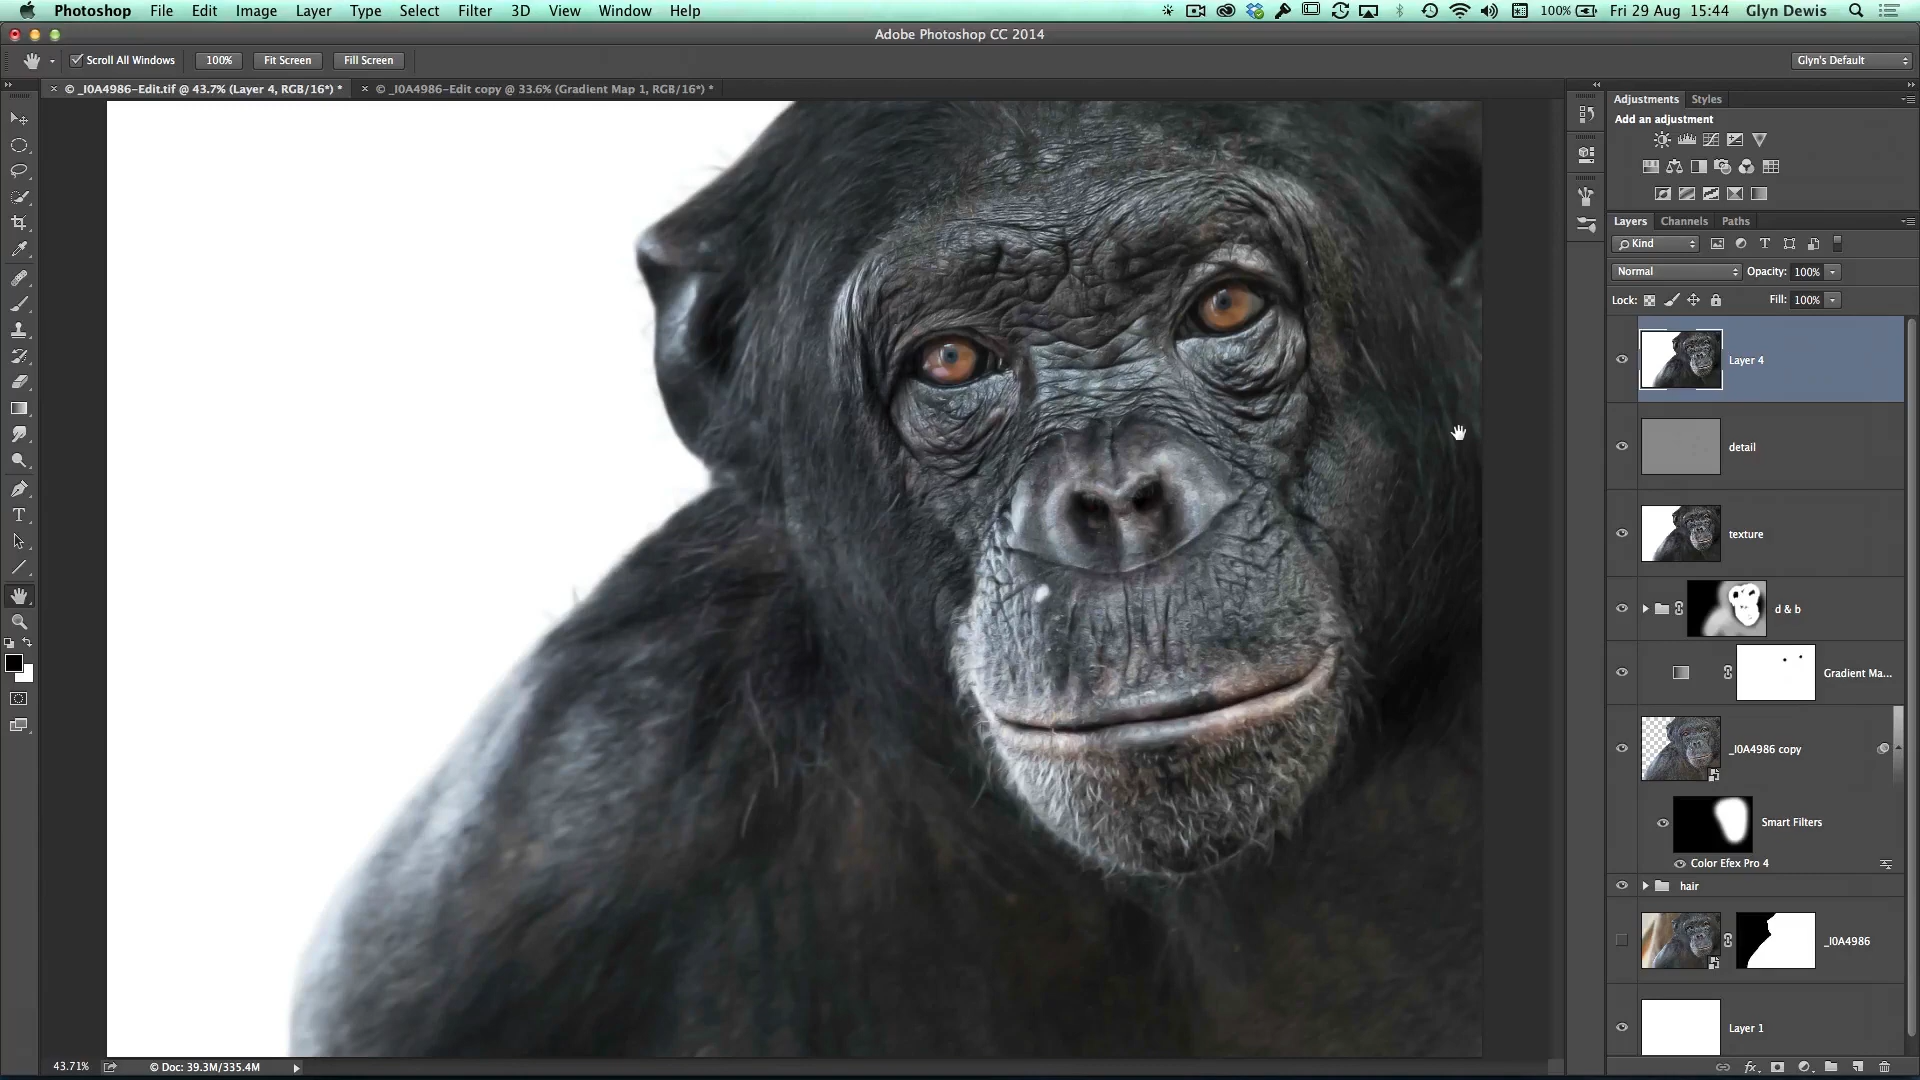 Photoshop File Edit Image Layer Type Select Filter 3D View Window Help 100% Fri 29 Aug 15:44 Glyn Dewis
Adobe Photoshop CC 2014
Scroll All Windows 100% Fit Screen Fill Screen Glyn's Default
© _I0A4986-Edit.tif @ 43.7% (Layer 4, RGB/16*) * © _I0A4986-Edit copy @ 33.6% (Gradient Map 1, RGB/16*) *
Adjustments Styles
Add an adjustment
Layers Channels Paths
Kind
Normal Opacity: 100%
Lock: Fill: 100%
Layer 4
detail
texture
d & b
Gradient Ma...
_I0A4986 copy
Smart Filters
Color Efex Pro 4
hair
_I0A4986
Layer 1
43.71% © Doc: 39.3M/335.4M